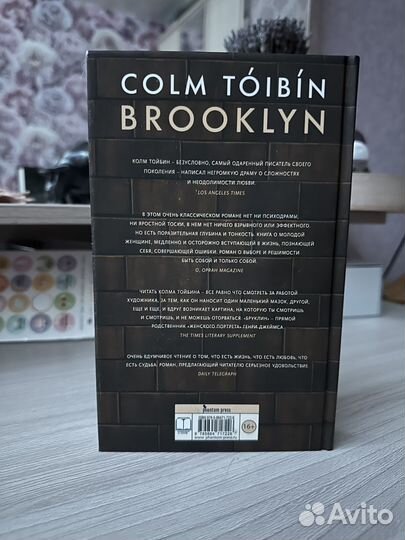 COLM TÓIBÍN
BROOKLYN
КОЛМ ТОЙБИН – БЕЗУСЛОВНО, САМЫЙ ОДАРЕННЫЙ ПИСАТЕЛЬ СВОЕГО
ПОКОЛЕНИЯ – НАПИСАЛ НЕГРОМКУЮ ДРАМУ О СЛОЖНОСТЯХ
И НЕОДОЛИМОСТИ ЛЮБВИ.
LOS ANGELES TIMES
В ЭТОМ ОЧЕНЬ КЛАССИЧЕСКОМ РОМАНЕ НЕТ НИ ПСИХОДРАМЫ,
НИ ЯРОСТНОЙ ТОСКИ, В НЕМ НЕТ НИЧЕГО ВЗРЫВНОГО ИЛИ ЭФФЕКТНОГО.
НО ЕСТЬ ПОРАЗИТЕЛЬНАЯ ГЛУБИНА И ТОНКОСТЬ. КНИГА О МОЛОДОЙ
ЖЕНЩИНЕ, МЕДЛЕННО И ОСТОРОЖНО ВСТУПАЮЩЕЙ В ЖИЗНЬ, ПОЗНАЮЩЕЙ
СЕБЯ, СОВЕРШАЮЩЕЙ ОШИБКИ. РОМАН О ВЫБОРЕ И РЕШИМОСТИ
БЫТЬ СОБОЙ И ТОЛЬКО СОБОЙ.
O, OPRAH MAGAZINE
ЧИТАТЬ КОЛМА ТОЙБИНА – ВСЕ РАВНО ЧТО СМОТРЕТЬ ЗА РАБОТОЙ
ХУДОЖНИКА, ЗА ТЕМ, КАК ОН НАНОСИТ ОДИН МАЛЕНЬКИЙ МАЗОК, ДРУГОЙ,
ЕЩЕ И ЕЩЕ, И ВДРУГ ВОЗНИКАЕТ КАРТИНА, НА КОТОРУЮ ТЫ СМОТРИШЬ
И СМОТРИШЬ, И НЕ МОЖЕШЬ ОТОРВАТЬСЯ. «БРУКЛИН» – ПРЯМОЙ
РОДСТВЕННИК «ЖЕНСКОГО ПОРТРЕТА» ГЕНРИ ДЖЕЙМСА.
THE TIMES LITERARY SUPPLEMENT
ОЧЕНЬ ВДУМЧИВОЕ ЧТЕНИЕ О ТОМ, ЧТО ЕСТЬ ЖИЗНЬ, ЧТО ЕСТЬ ЛЮБОВЬ, ЧТО
ЕСТЬ СУДЬБА. РОМАН, ПРЕДЛАГАЮЩИЙ ЧИТАТЕЛЮ СЕРЬЕЗНОЕ УДОВОЛЬСТВИЕ.
DAILY TELEGRAPH
phantom press
16+
Avito